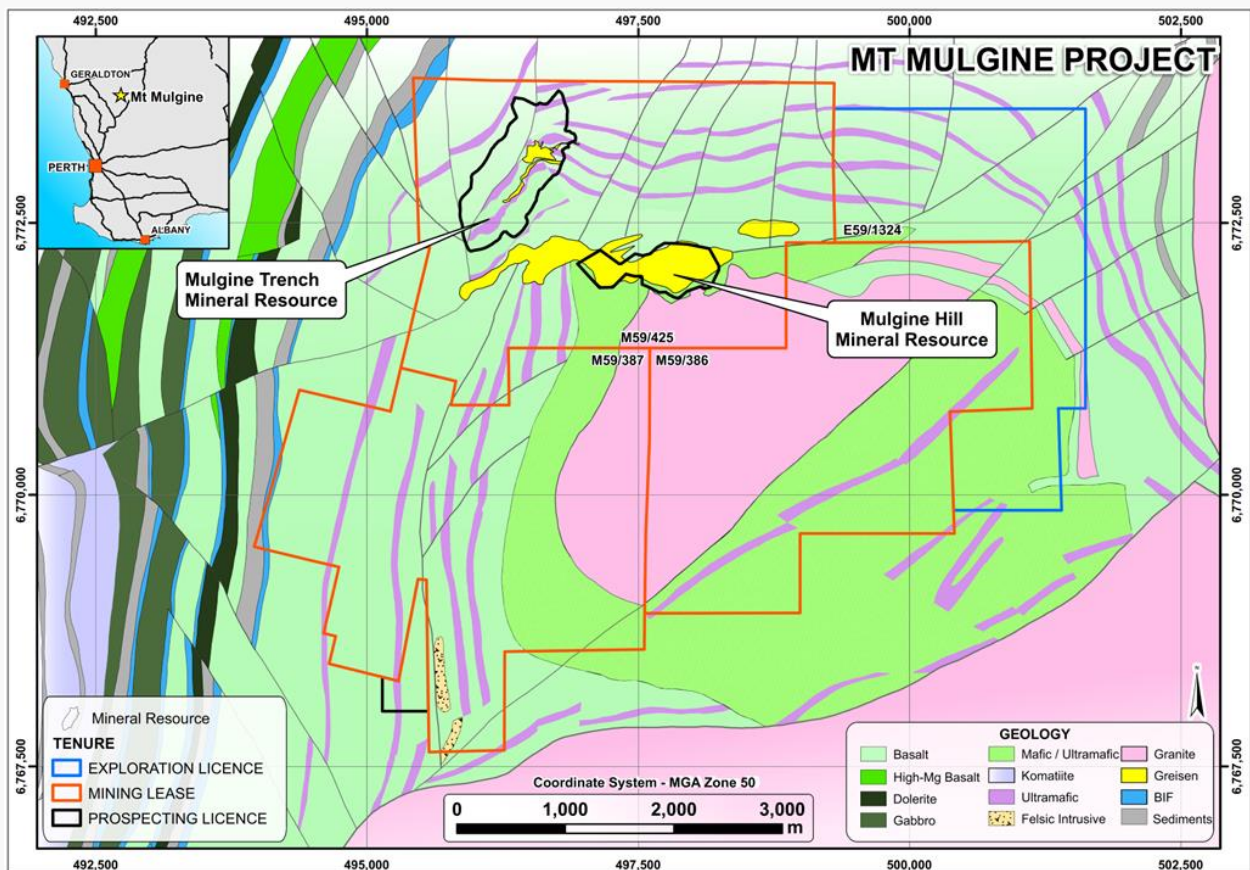 492,500
495,000
497,500
500,000
502,500
MT MULGINE PROJECT
GERALDTON
Mt Mulgine
PERTH
ALBANY
6,772,500
6,772,500
E59/1324
Mulgine Trench
Mineral Resource
Mulgine Hill
Mineral Resource
M59/425
M59/387
M59/386
6,770,000
6,770,000
N
Mineral Resource
TENURE
EXPLORATION LICENCE
MINING LEASE
PROSPECTING LICENCE
6,767,500
6,767,500
Coordinate System - MGA Zone 50
0 1,000 2,000 3,000
m
GEOLOGY
Basalt
Mafic / Ultramafic
Granite
High-Mg Basalt
Komatiite
Greisen
Dolerite
Ultramafic
BIF
Gabbro
Felsic Intrusive
Sediments
492,500
495,000
497,500
500,000
502,500